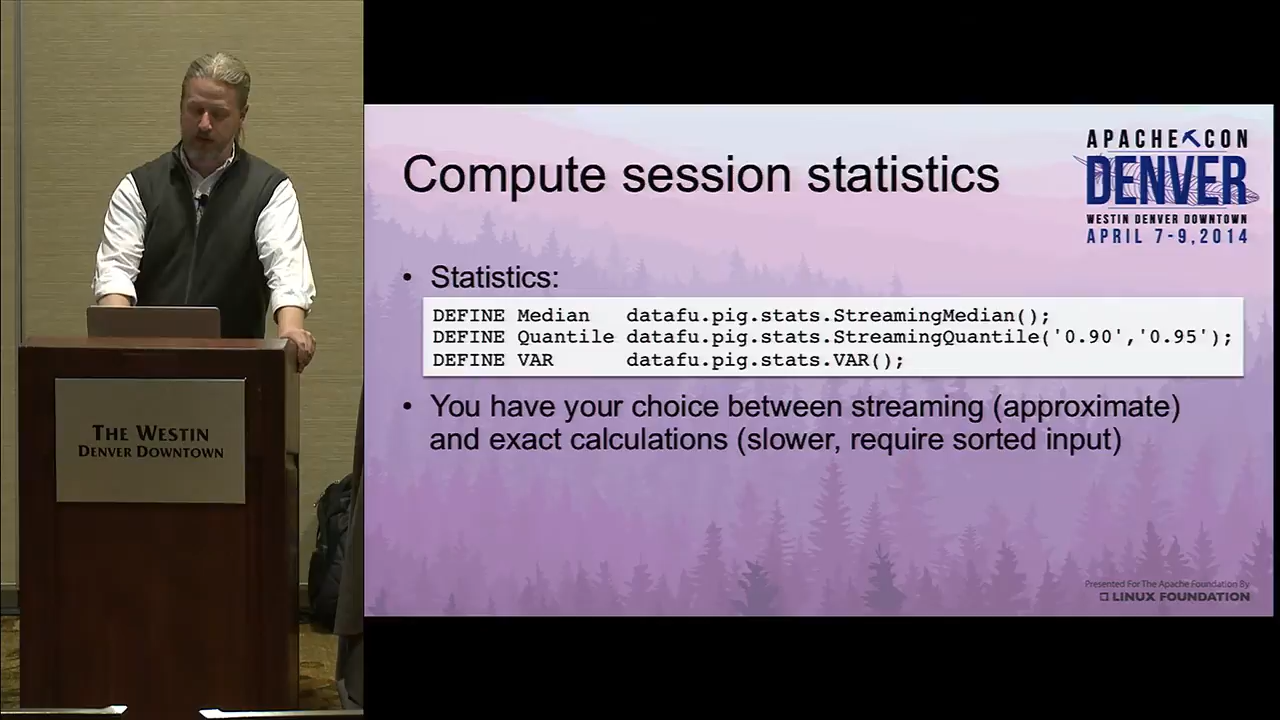 THE WESTIN
DENVER DOWNTOWN
Compute session statistics
APACHE CON
DENVER
WESTIN DENVER DOWNTOWN
APRIL 7-9, 2014
• Statistics:
DEFINE Median datafu.pig.stats.StreamingMedian();
DEFINE Quantile datafu.pig.stats.StreamingQuantile('0.90','0.95');
DEFINE VAR datafu.pig.stats.VAR();
• You have your choice between streaming (approximate)
and exact calculations (slower, require sorted input)
Presented For The Apache Foundation By
LINUX FOUNDATION